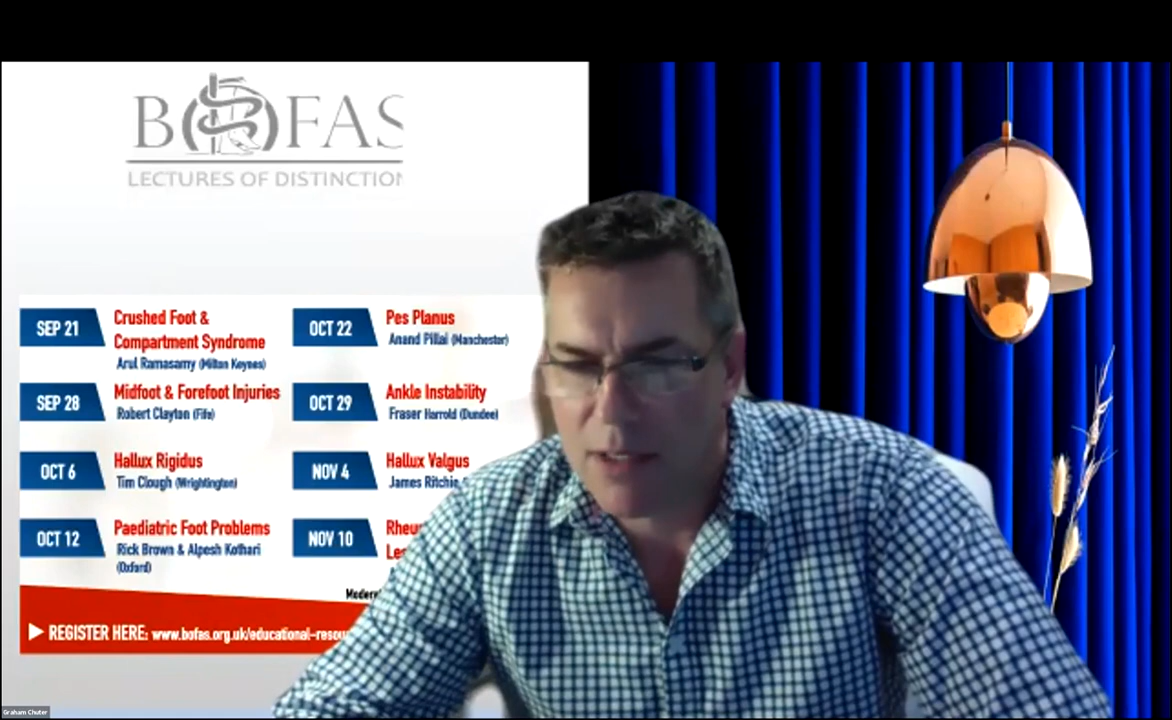 BOFAS
LECTURES OF DISTINCTION
SEP 21
Crushed Foot &
Compartment Syndrome
Arul Ramasamy (Milton Keynes)
SEP 28
Midfoot & Forefoot Injuries
Robert Clayton (Fife)
OCT 6
Hallux Rigidus
Tim Clough (Wrightington)
OCT 12
Paediatric Foot Problems
Rick Brown & Alpesh Kothari
(Oxford)
OCT 22
Pes Planus
Anand Pillai (Manchester)
OCT 29
Ankle Instability
Fraser Harrold (Dundee)
NOV 4
Hallux Valgus
James Ritchie
NOV 10
REGISTER HERE: www.bofas.org.uk/educational-resou
Graham Chuter